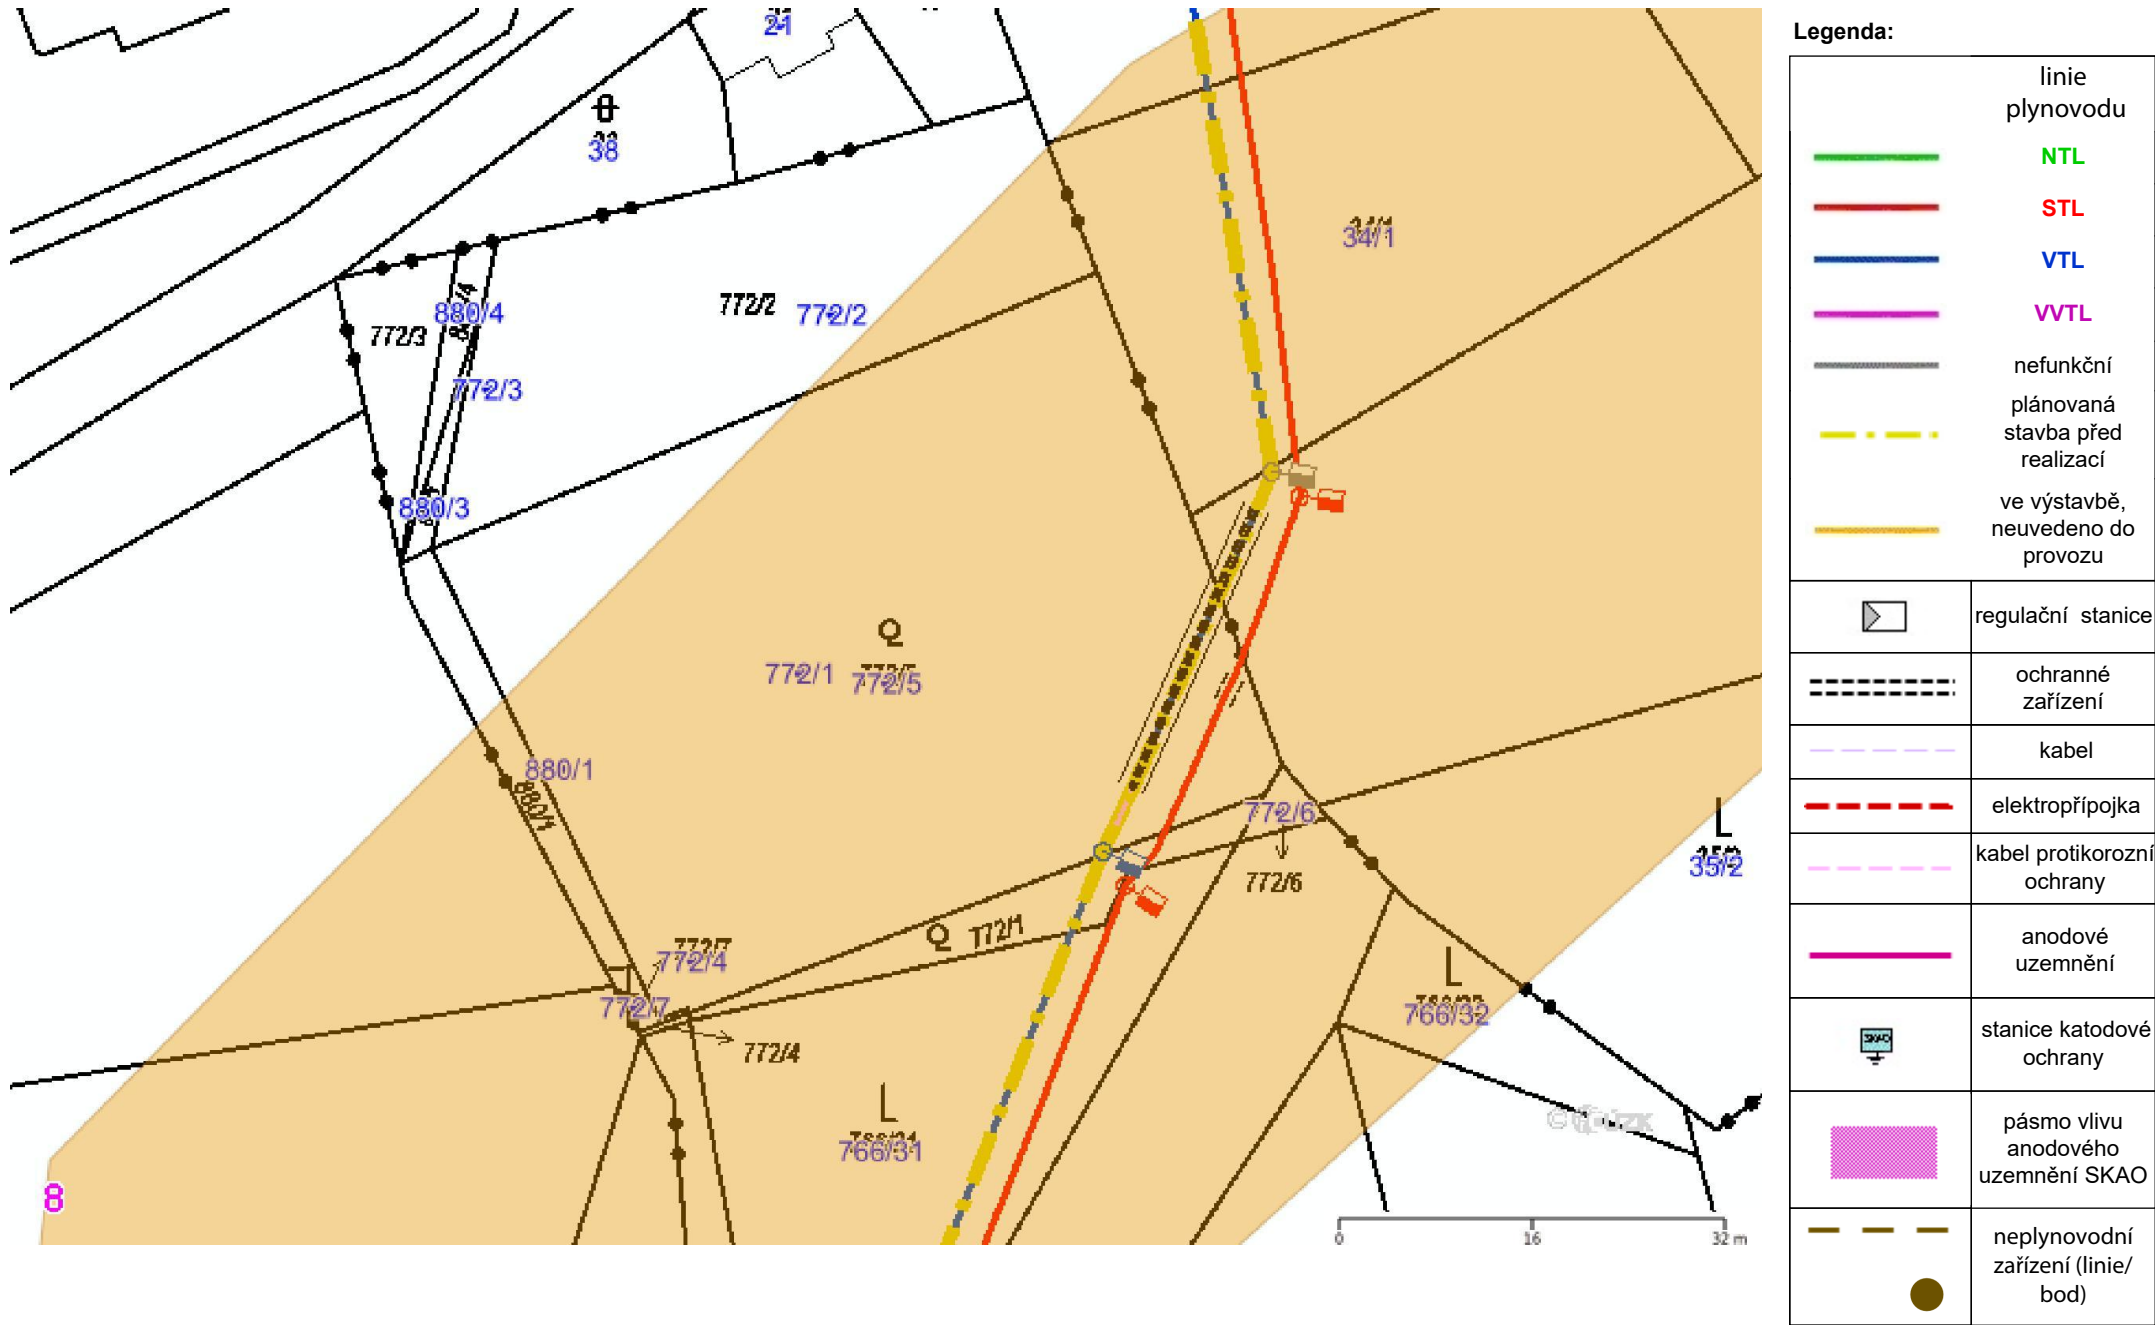 21
38
34/1
772/2
772/2
880/4
772/3
772/3
880/3
772/1
772/5
880/1
880/1
772/6
772/6
35/2
772/1
772/7
772/4
772/7
772/4
766/32
766/31
8
0
16
32 m
Legenda:
linie
plynovodu
NTL
STL
VTL
VVTL
nefunkční
plánovaná
stavba před
realizací
ve výstavbě,
neuvedeno do
provozu
regulační stanice
ochranné
zařízení
kabel
elektropřípojka
kabel protikorozní
ochrany
anodové
uzemnění
SKAO
stanice katodové
ochrany
pásmo vlivu
anodového
uzemnění SKAO
neplynovodní
zařízení (linie/
bod)